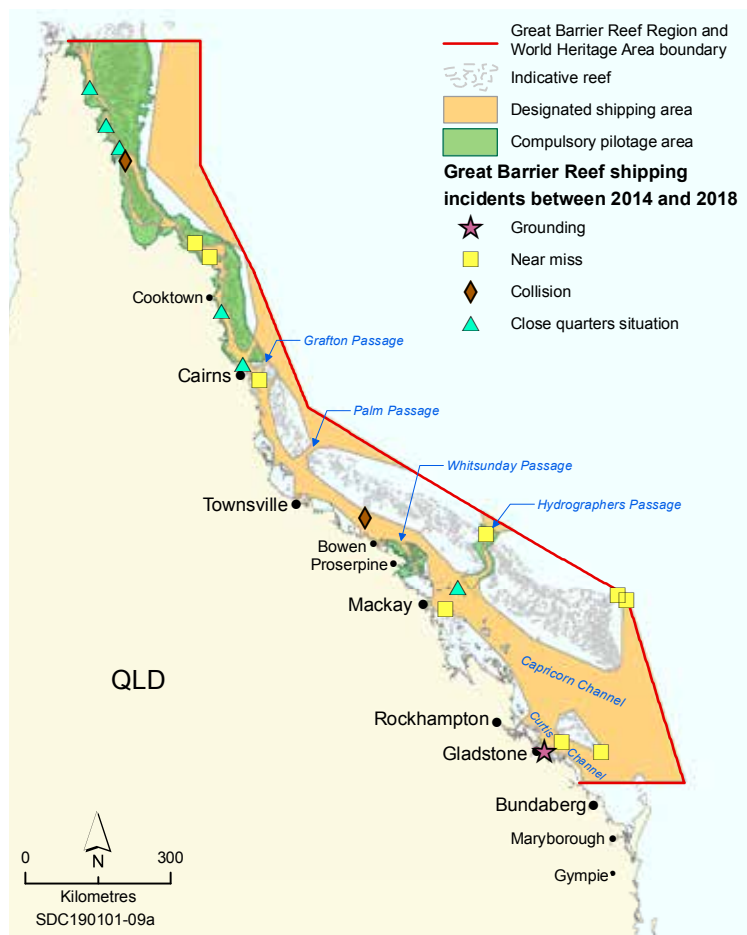 Great Barrier Reef Region and
World Heritage Area boundary
Indicative reef
Designated shipping area
Compulsory pilotage area
Great Barrier Reef shipping
incidents between 2014 and 2018
Grounding
Near miss
Collision
Close quarters situation
Cooktown
Grafton Passage
Cairns
Palm Passage
Whitsunday Passage
Townsville
Hydrographers Passage
Bowen
Proserpine
Mackay
QLD
Capricorn Channel
Rockhampton
Curtis Channel
Gladstone
Bundaberg
Maryborough
Gympie
0 300
N
Kilometres
SDC190101-09a